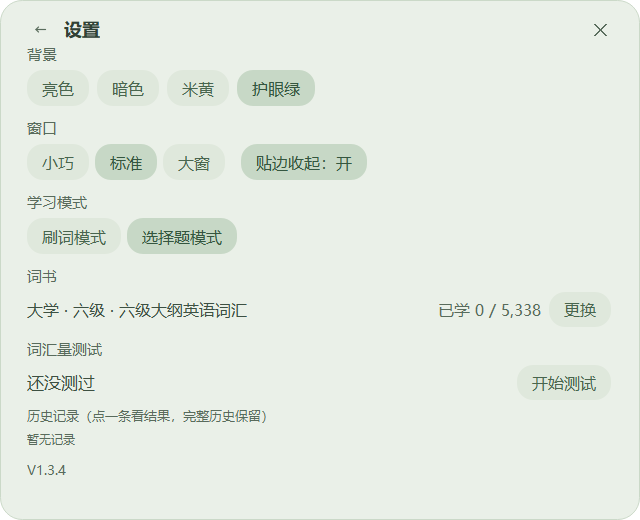 ← 设置
背景
亮色 暗色 米黄 护眼绿
窗口
小巧 标准 大窗 贴边收起：开
学习模式
刷词模式 选择题模式
词书
大学 · 六级 · 六级大纲英语词汇 已学 0 / 5,338 更换
词汇量测试
还没测过 开始测试
历史记录（点一条看结果，完整历史保留）
暂无记录
V1.3.4